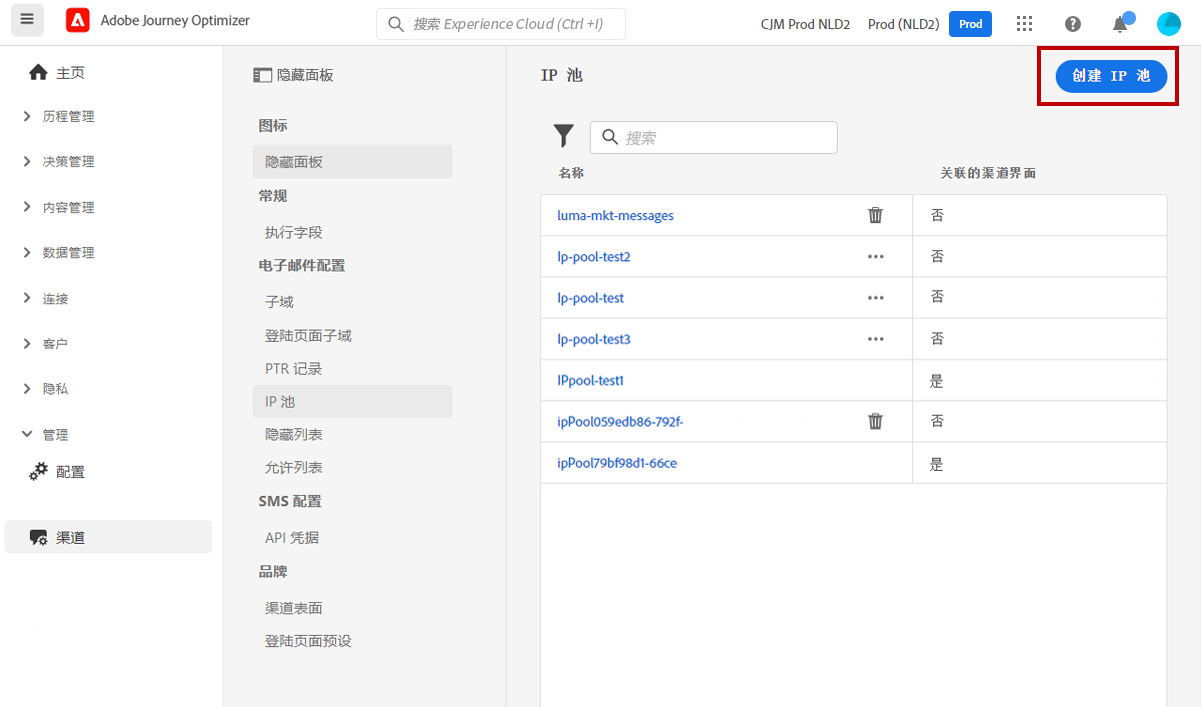 Adobe Journey Optimizer
搜索 Experience Cloud (Ctrl +I)
CJM Prod NLD2
Prod (NLD2)
Prod
主页
历程管理
决策管理
内容管理
数据管理
连接
客户
隐私
管理
配置
渠道
隐藏面板
图标
隐藏面板
常规
执行字段
电子邮件配置
子域
登陆页面子域
PTR 记录
IP 池
隐藏列表
允许列表
SMS 配置
API 凭据
品牌
渠道表面
登陆页面预设
IP 池
创建 IP 池
搜索
名称 关联的渠道界面
luma-mkt-messages 否
Ip-pool-test2 否
Ip-pool-test 否
Ip-pool-test3 否
IPpool-test1 是
ipPool059edb86-792f- 否
ipPool79bf98d1-66ce 是